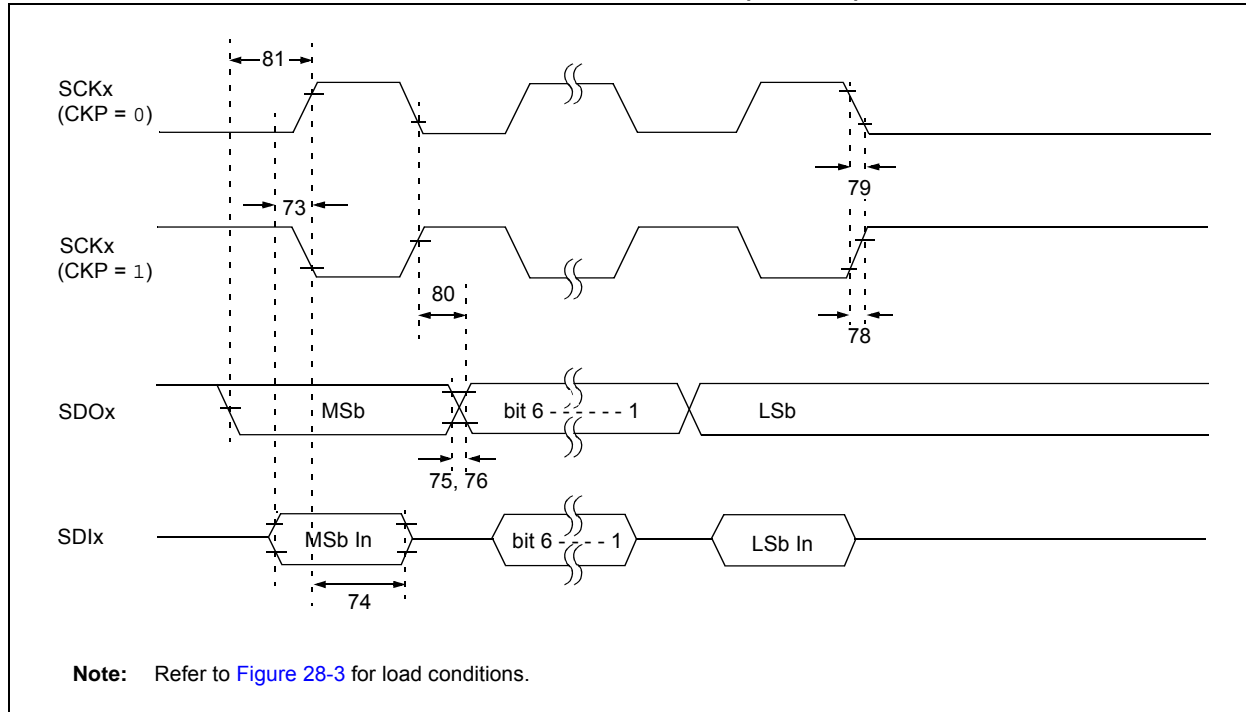 81
SCKx
(CKP = 0)
79
73
SCKx
(CKP = 1)
80
78
SDOx
MSb
bit 6 - - - - - - 1
LSb
75, 76
SDIx
MSb In
bit 6 - - - - 1
LSb In
74
Note: Refer to Figure 28-3 for load conditions.